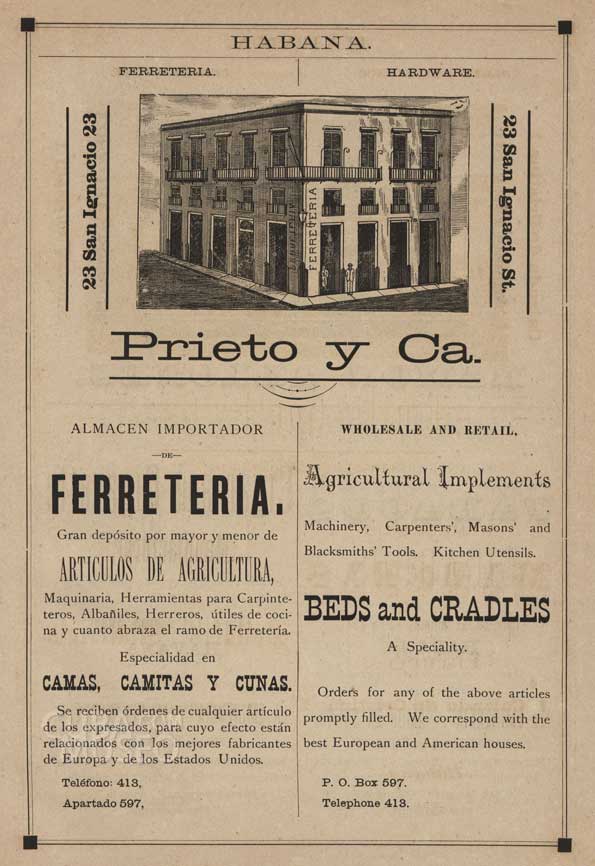 HABANA.
FERRETERIA.
HARDWARE.
23 San Ignacio 23
FERRETERIA
23 San Ignacio St.
Prieto y Ca.
ALMACEN IMPORTADOR
—DE—
FERRETERIA.
Gran depósito por mayor y menor de
ARTICULOS DE AGRICULTURA,
Maquinaria, Herramientas para Carpinte-
teros, Albañiles, Herreros, útiles de coci-
na y cuanto abraza el ramo de Ferretería.
Especialidad en
CAMAS, CAMITAS Y CUNAS.
Se reciben órdenes de cualquier artículo
de los expresados, para cuyo efecto están
relacionados con los mejores fabricantes
de Europa y de los Estados Unidos.
Teléfono: 413,
Apartado 597,
WHOLESALE AND RETAIL,
Agricultural Implements
Machinery, Carpenters', Masons' and
Blacksmiths' Tools. Kitchen Utensils.
BEDS and CRADLES
A Speciality.
Orders for any of the above articles
promptly filled. We correspond with the
best European and American houses.
P. O. Box 597.
Telephone 413.